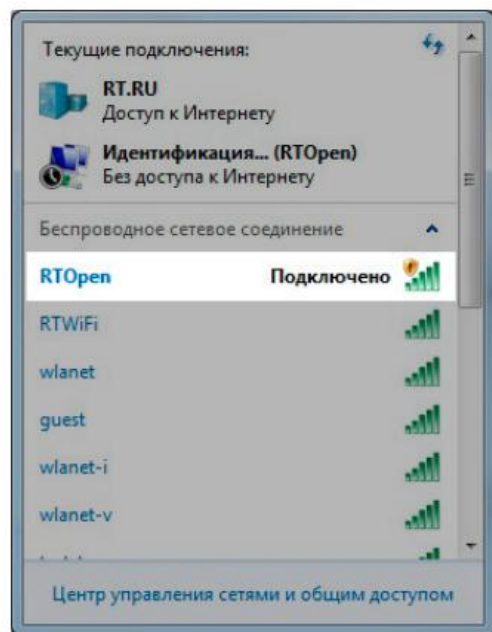 Текущие подключения:
RT.RU
Доступ к Интернету
Идентификация... (RTOpen)
Без доступа к Интернету
Беспроводное сетевое соединение
RTOpen Подключено
RTWiFi
wlanet
guest
wlanet-i
wlanet-v
Центр управления сетями и общим доступом